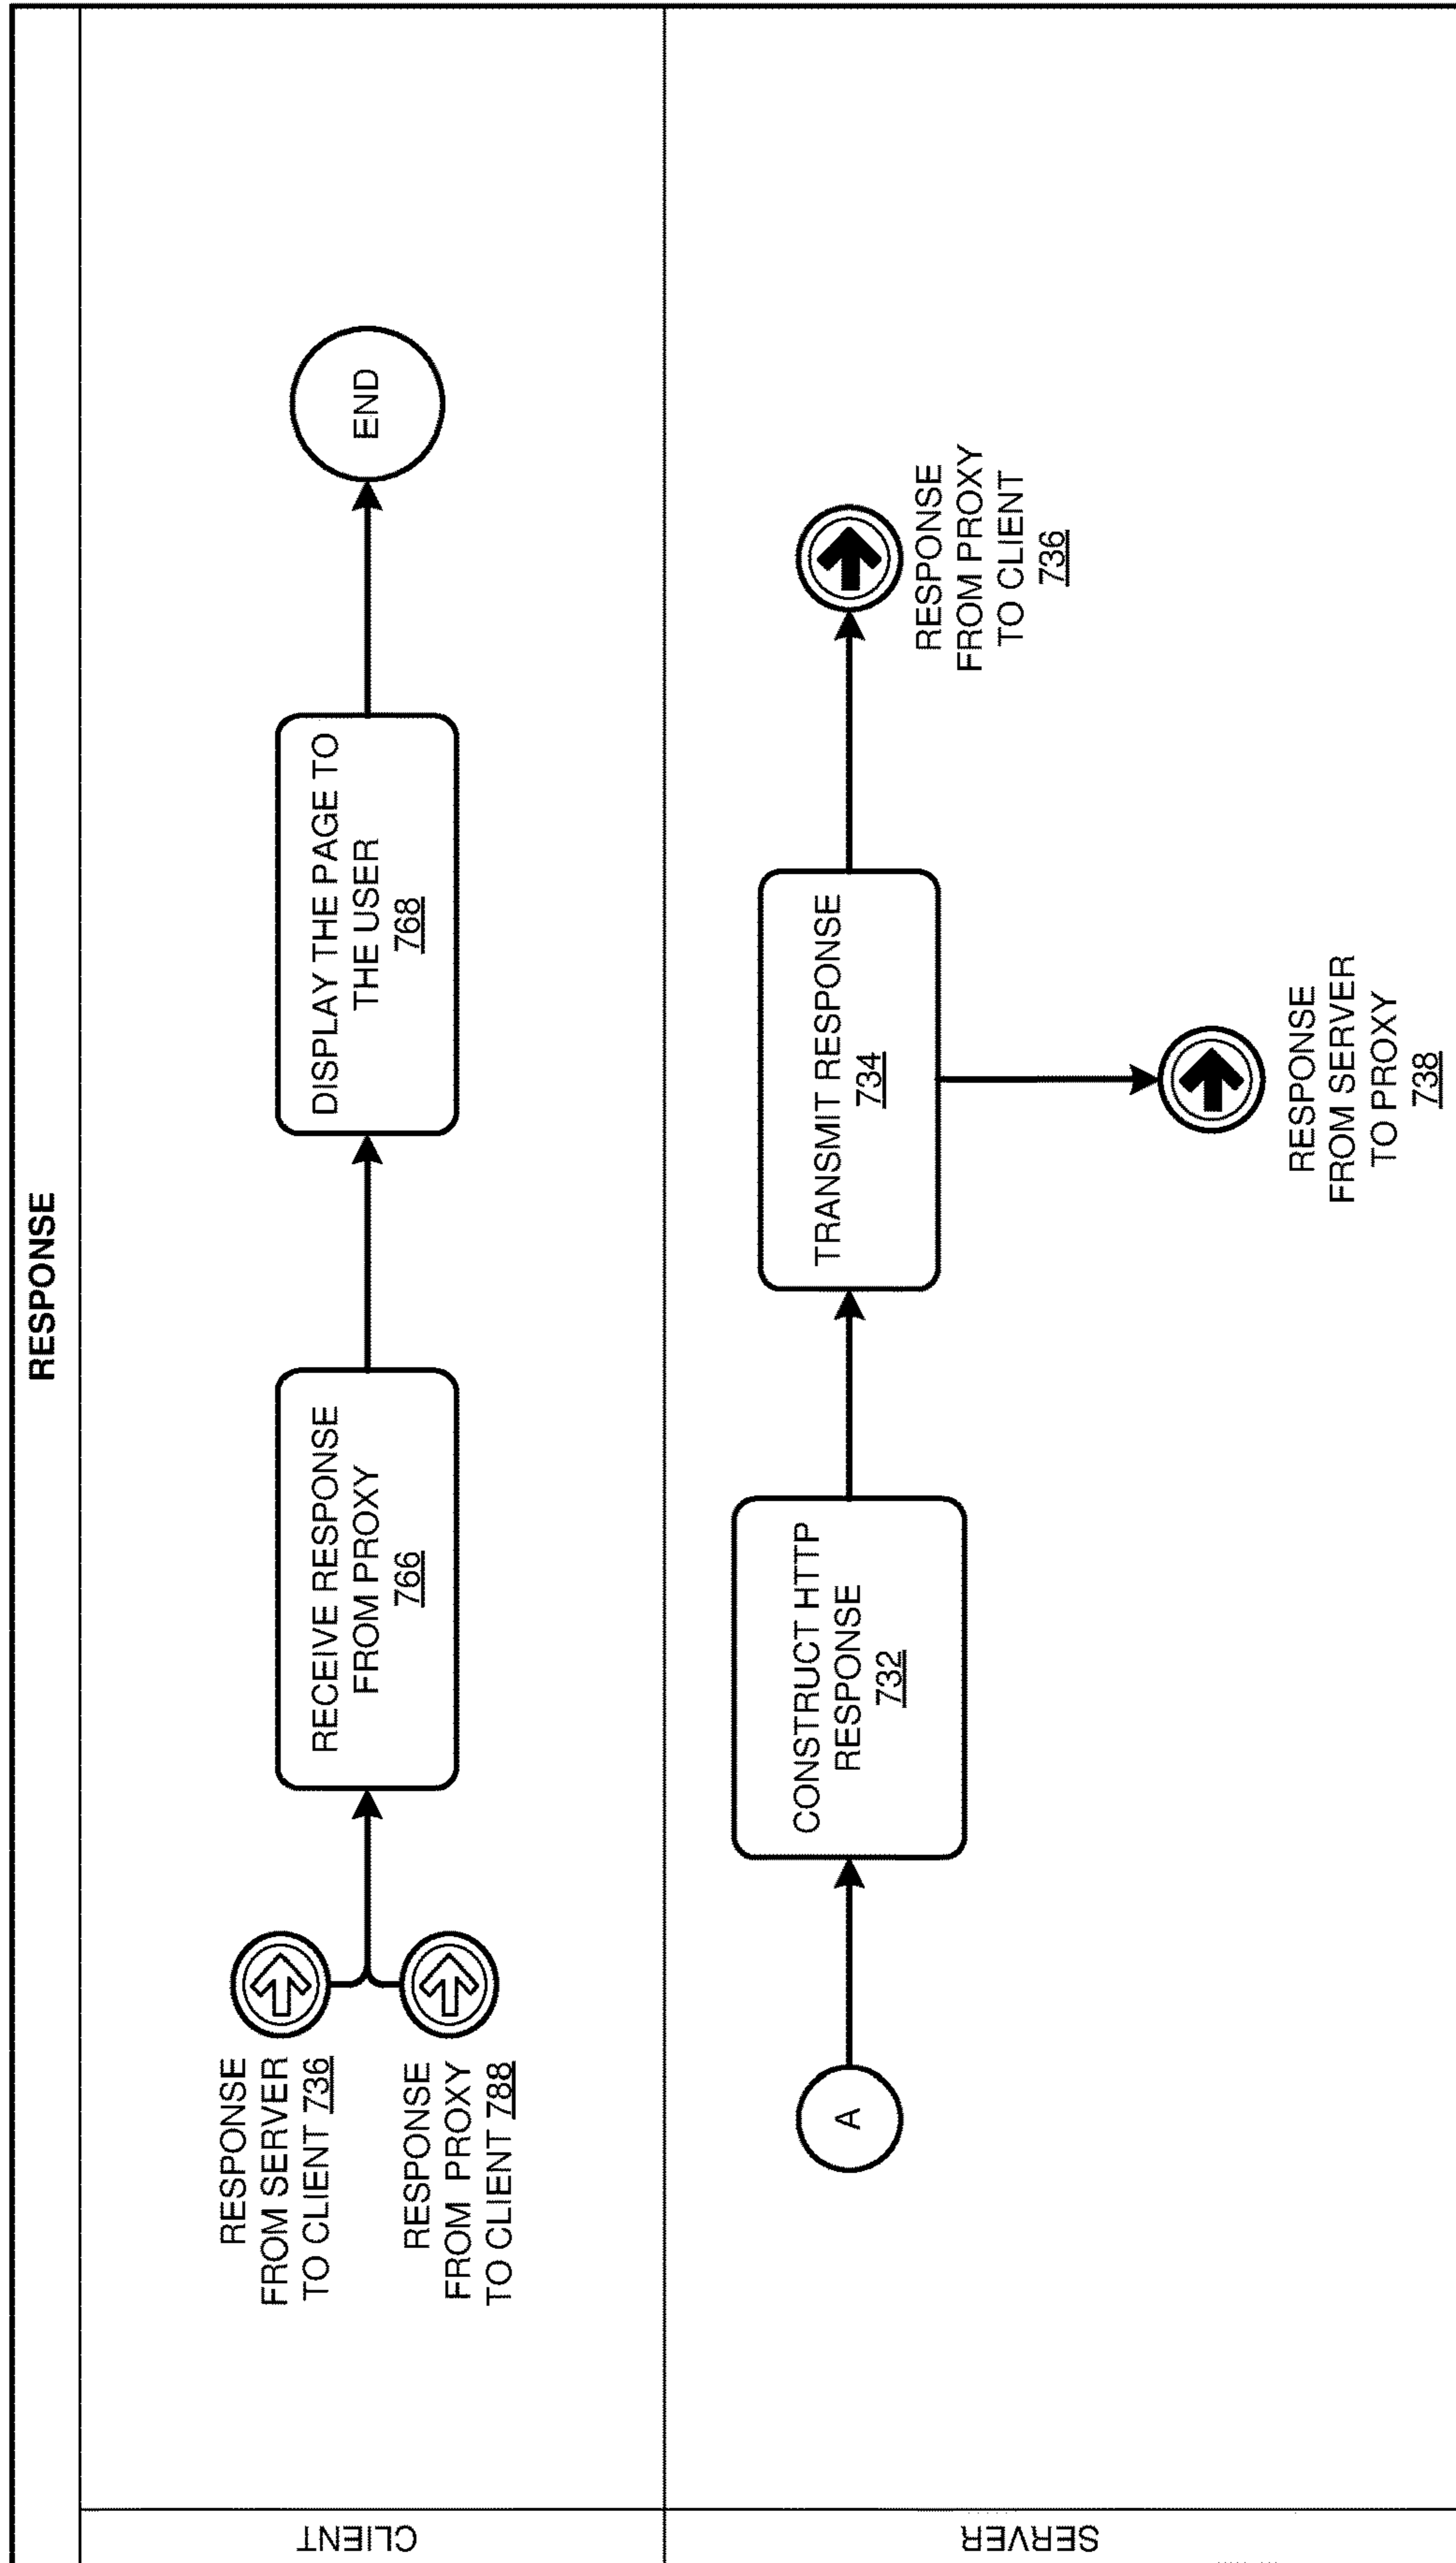 RESPONSE
CLIENT
RESPONSE
FROM SERVER
TO CLIENT 736
RESPONSE
FROM PROXY
TO CLIENT 788
RECEIVE RESPONSE
FROM PROXY
766
DISPLAY THE PAGE TO
THE USER
768
END
SERVER
A
CONSTRUCT HTTP
RESPONSE
732
TRANSMIT RESPONSE
734
RESPONSE
FROM PROXY
TO CLIENT
736
RESPONSE
FROM SERVER
TO PROXY
738